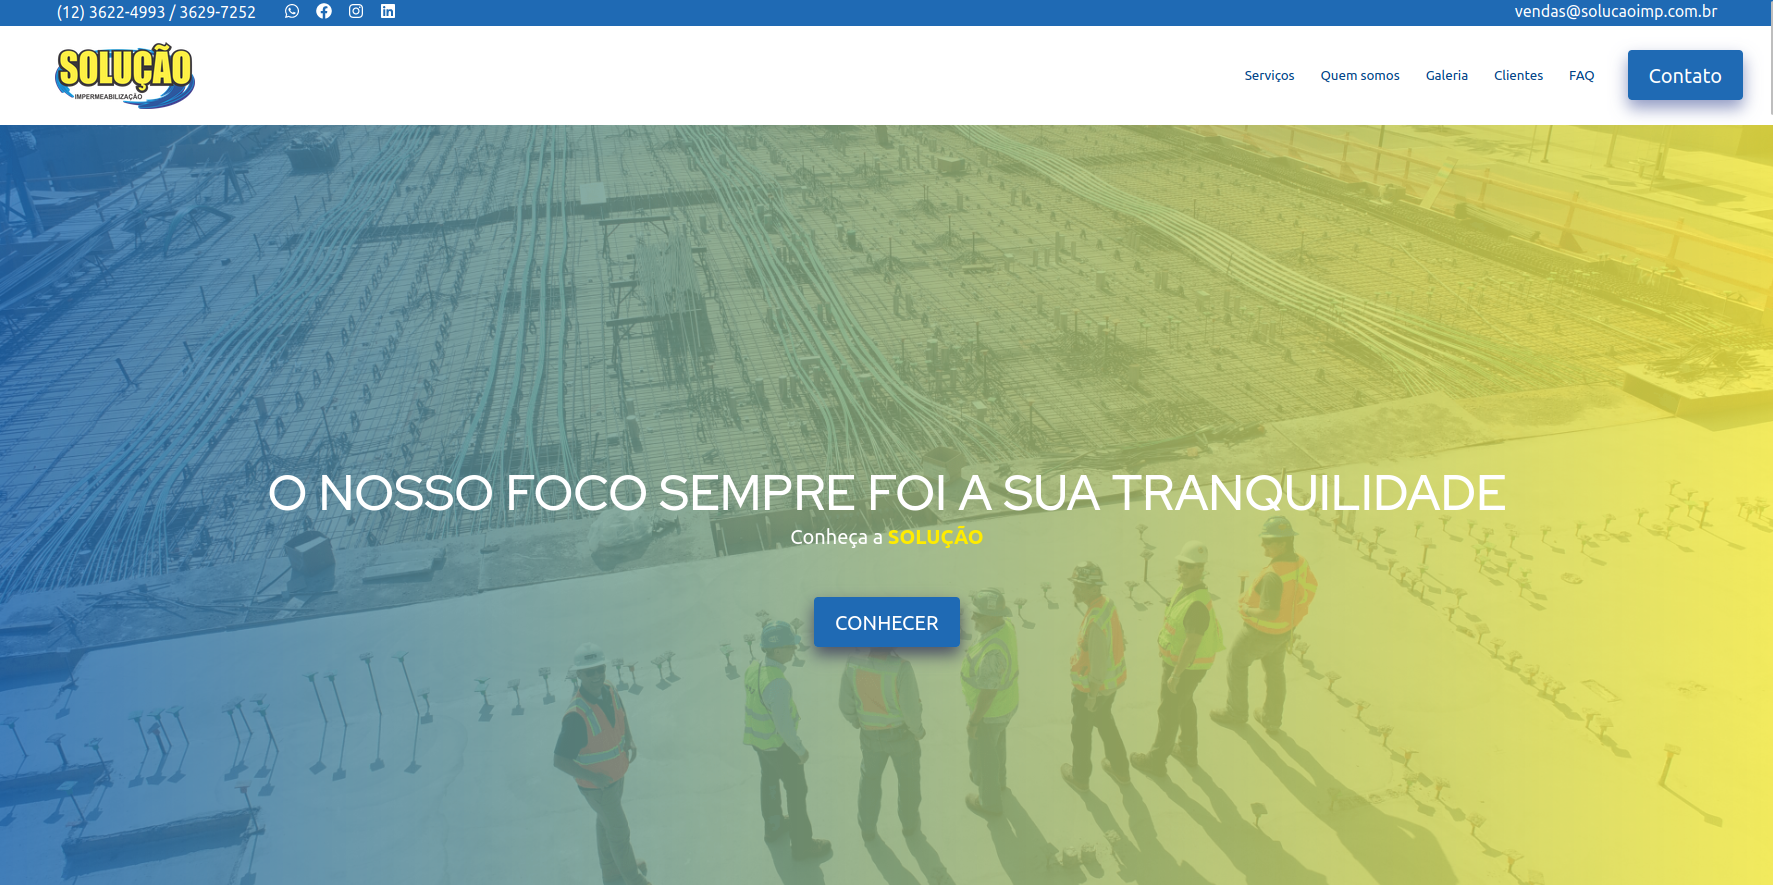 (12) 3622-4993 / 3629-7252
vendas@solucaoimp.com.br
SOLUÇÃO
IMPERMEABILIZAÇÃO
Serviços
Quem somos
Galeria
Clientes
FAQ
Contato
O NOSSO FOCO SEMPRE FOI A SUA TRANQUILIDADE
Conheça a SOLUÇÃO
CONHECER